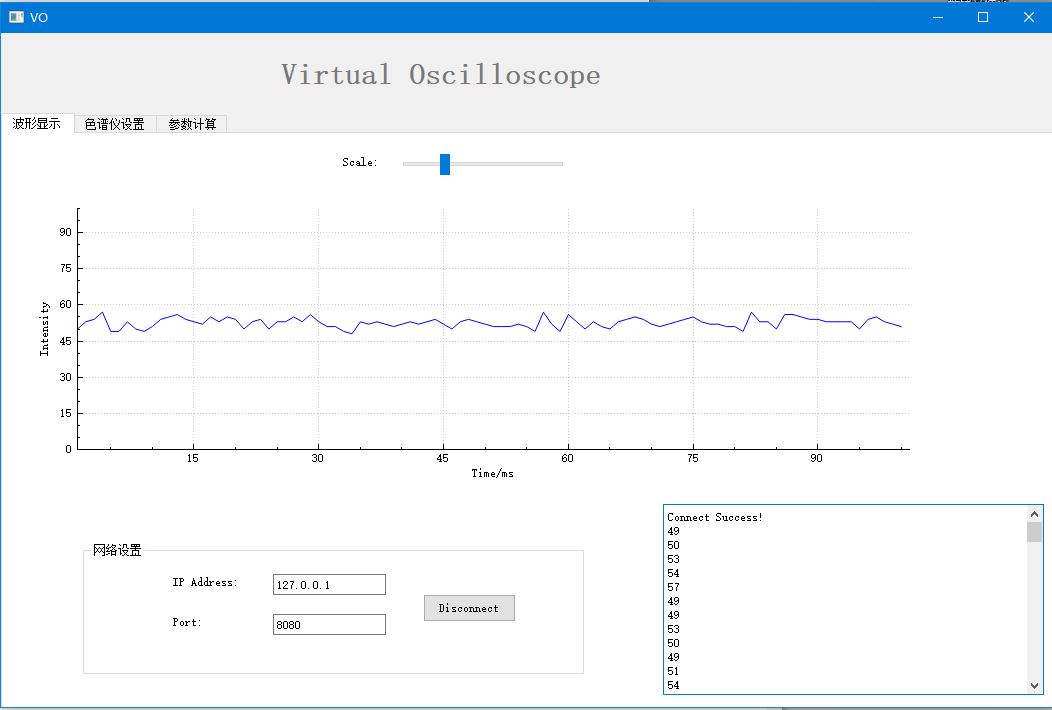 VO
Virtual Oscilloscope
波形显示 色谱仪设置 参数计算
Scale:
90
75
60
45
30
15
0
Intensity
15 30 45 60 75 90
Time/ms
网络设置
IP Address: 127.0.0.1
Port: 8080
Disconnect
Connect Success!
49
50
53
54
57
49
49
53
50
49
51
54